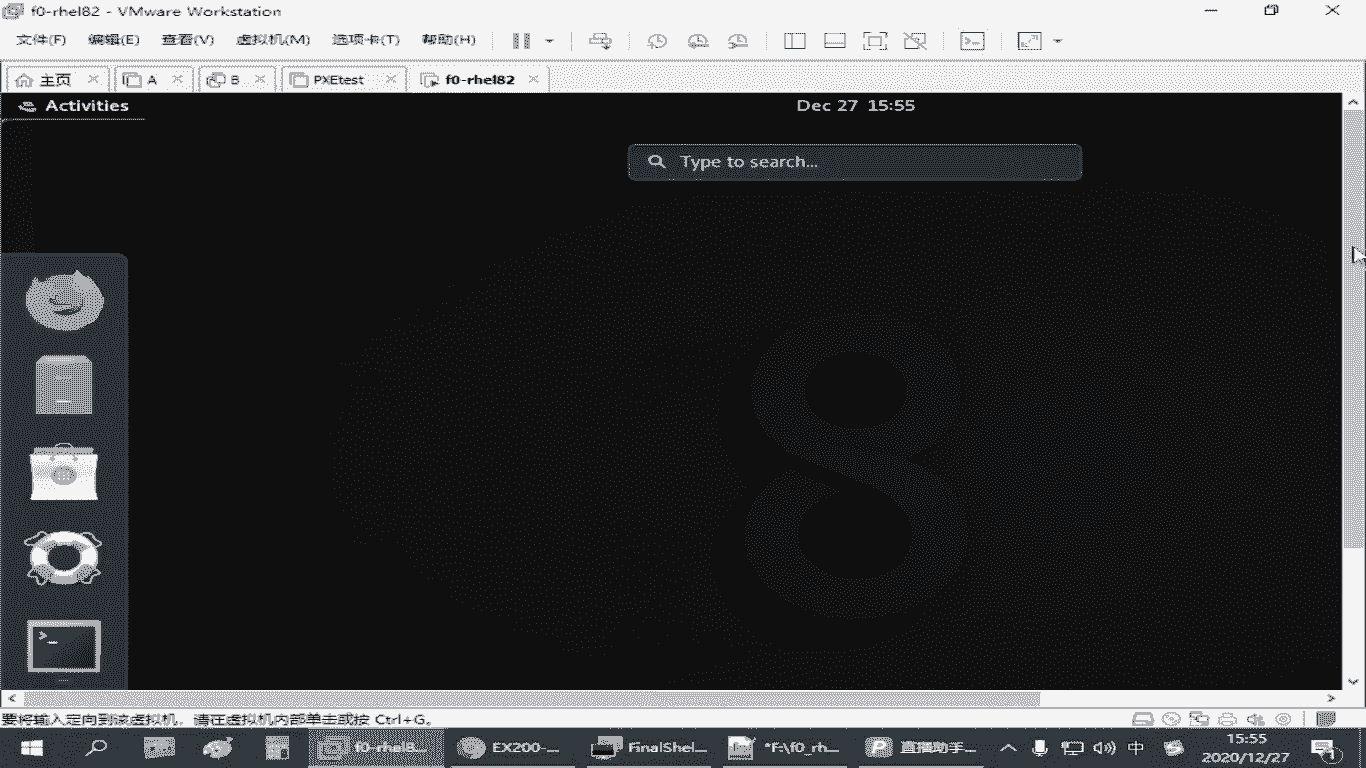 f0-rhel82 - VMware Workstation
文件(F) 编辑(E) 查看(V) 虚拟机(M) 选项卡(T) 帮助(H)
主页 A B PXEtest f0-rhel82
Activities Dec 27 15:55
Type to search...
要将输入定向到该虚拟机，请在虚拟机内部单击或按 Ctrl+G。
f0-rhel8... EX200-... FinalShel... *F:\f0_rh... 直播助手... 中 15:55
2020/12/27